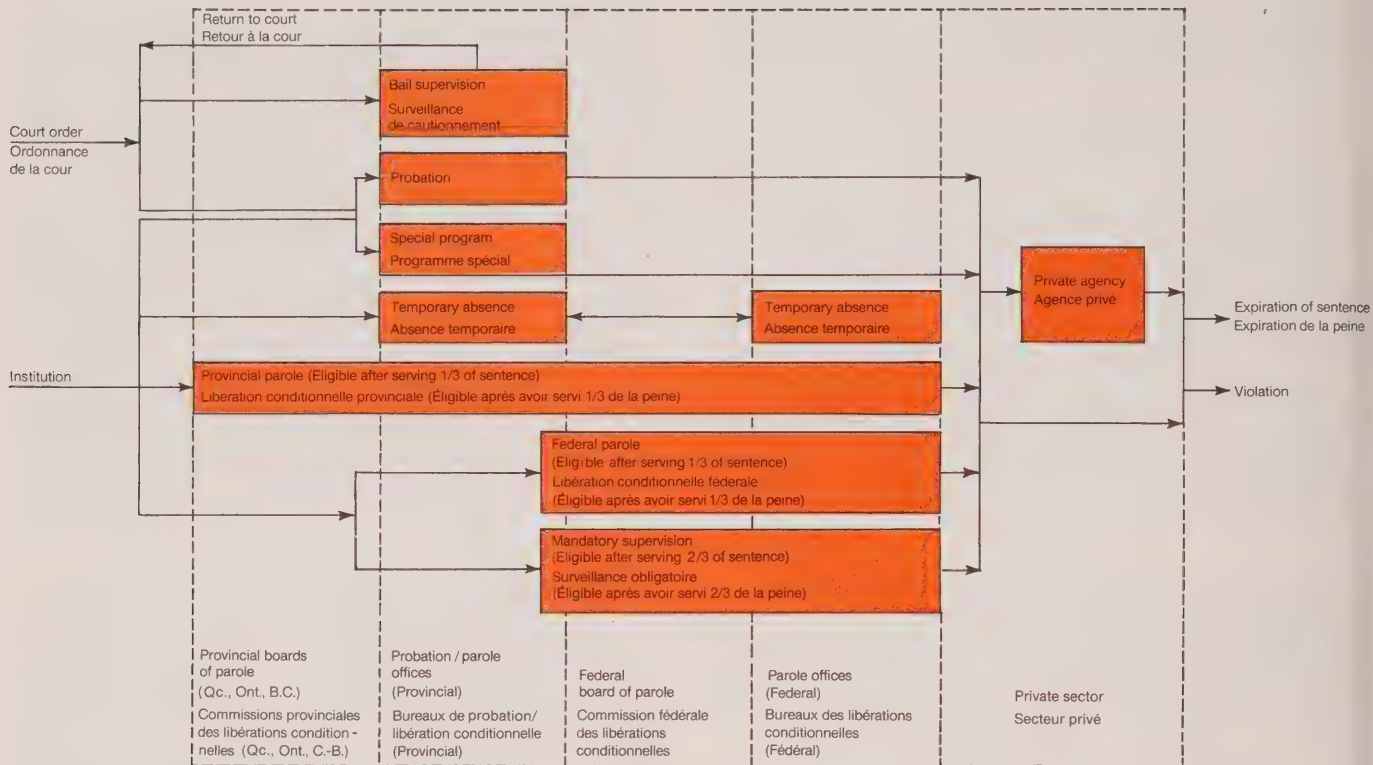 Return to court
Retour à la cour
Bail supervision
Surveillance
de cautionnement
Court order
Ordonnance
de la cour
Probation
Special program
Programme spécial
Private agency
Agence privé
Temporary absence
Absence temporaire
Temporary absence
Absence temporaire
Expiration of sentence
Expiration de la peine
Institution
Provincial parole (Eligible after serving 1/3 of sentence)
Libération conditionnelle provinciale (Éligible après avoir servi 1/3 de la peine)
Violation
Federal parole
(Eligible after serving 1/3 of sentence)
Libération conditionnelle fédérale
(Éligible après avoir servi 1/3 de la peine)
Mandatory supervision
(Eligible after serving 2/3 of sentence)
Surveillance obligatoire
(Éligible après avoir servi 2/3 de la peine)
Provincial boards
of parole
(Qc., Ont., B.C.)
Commissions provinciales
des libérations condition-
nelles (Qc., Ont., C.-B.)
Probation / parole
offices
(Provincial)
Bureaux de probation/
libération conditionnelle
(Provincial)
Federal
board of parole
Commission fédérale
des libérations
conditionnelles
Parole offices
(Federal)
Bureaux des libérations
conditionnelles
(Fédéral)
Private sector
Secteur privé